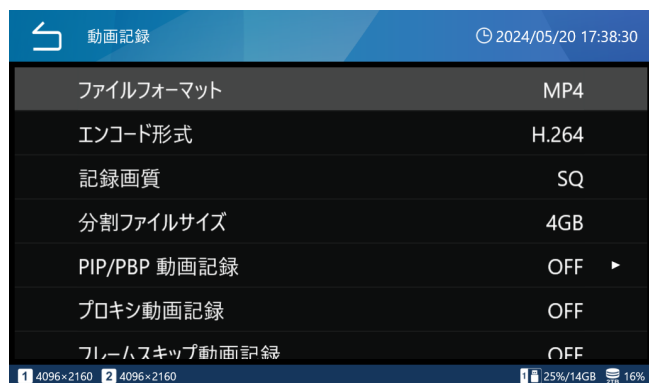 動画記録 2024/05/20 17:38:30
ファイルフォーマット MP4
エンコード形式 H.264
記録画質 SQ
分割ファイルサイズ 4GB
PIP/PBP 動画記録 OFF ►
プロキシ動画記録 OFF
フレームスキップ動画記録 OFF
1 4096×2160 2 4096×2160 1 25%/14GB 2TB 16%